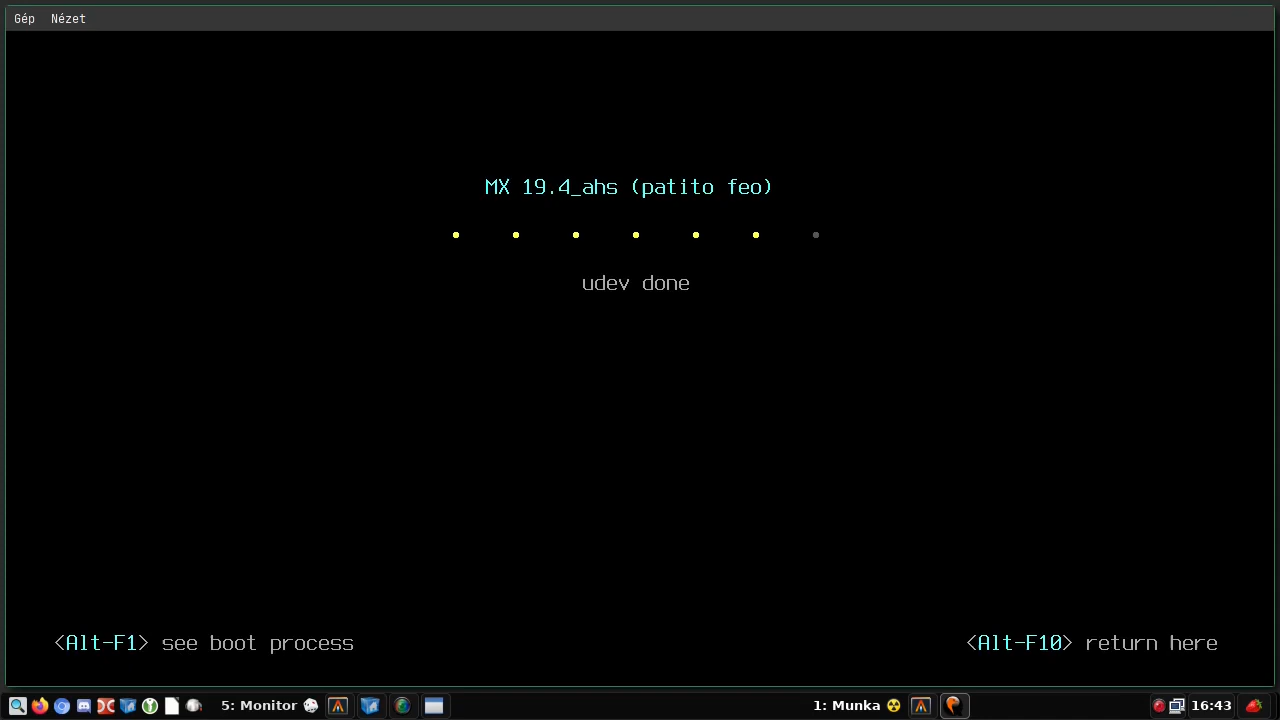 Gép Nézet
MX 19.4_ahs (patito feo)
udev done
<Alt-F1> see boot process <Alt-F10> return here
5: Monitor 1: Munka 16:43